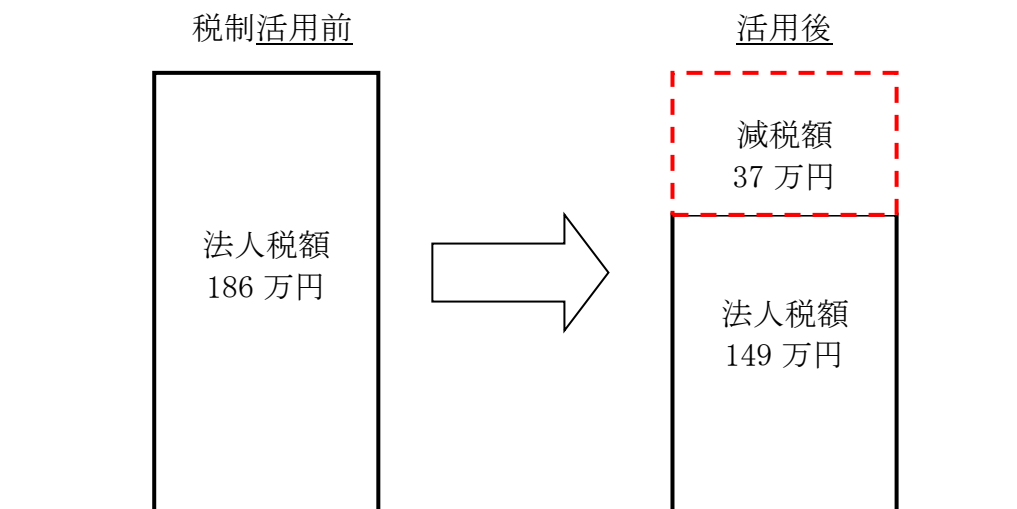 税制活用前
活用後
減税額
37 万円
法人税額
186 万円
法人税額
149 万円